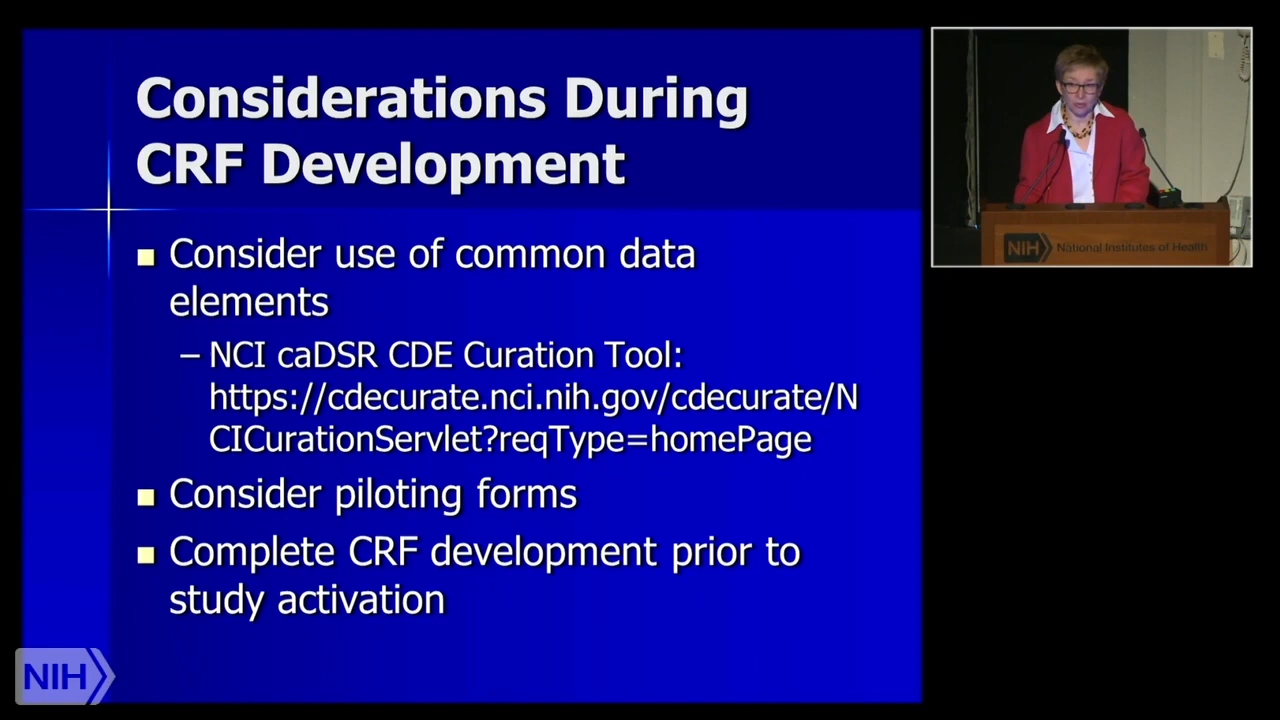 Considerations During
CRF Development
Consider use of common data
elements
– NCI caDSR CDE Curation Tool:
https://cdecurate.nci.nih.gov/cdecurate/N
CICurationServlet?reqType=homePage
Consider piloting forms
Complete CRF development prior to
study activation
NIH
NIH National Institutes of Health